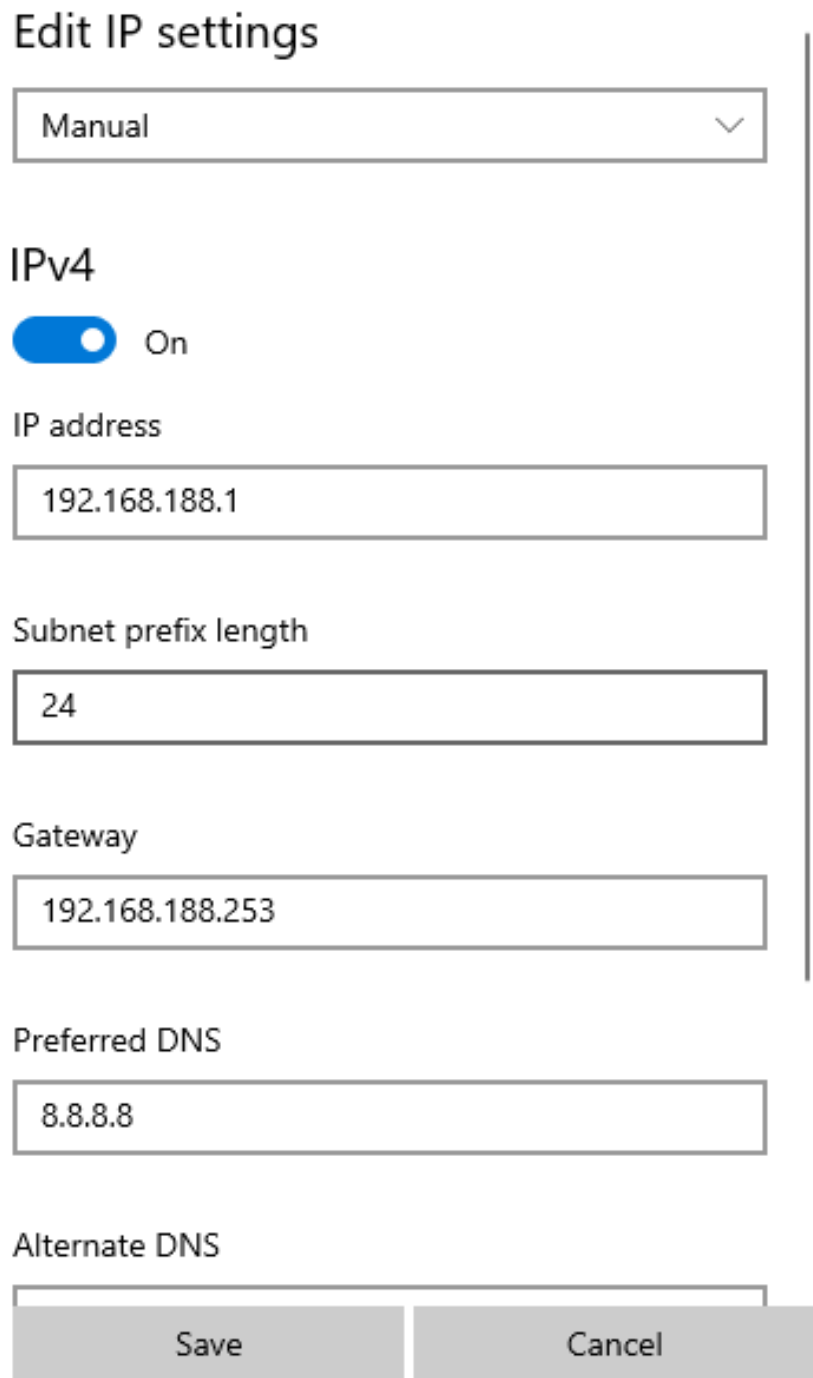 Edit IP settings
Manual
IPv4
On
IP address
192.168.188.1
Subnet prefix length
24
Gateway
192.168.188.253
Preferred DNS
8.8.8.8
Alternate DNS
Save
Cancel